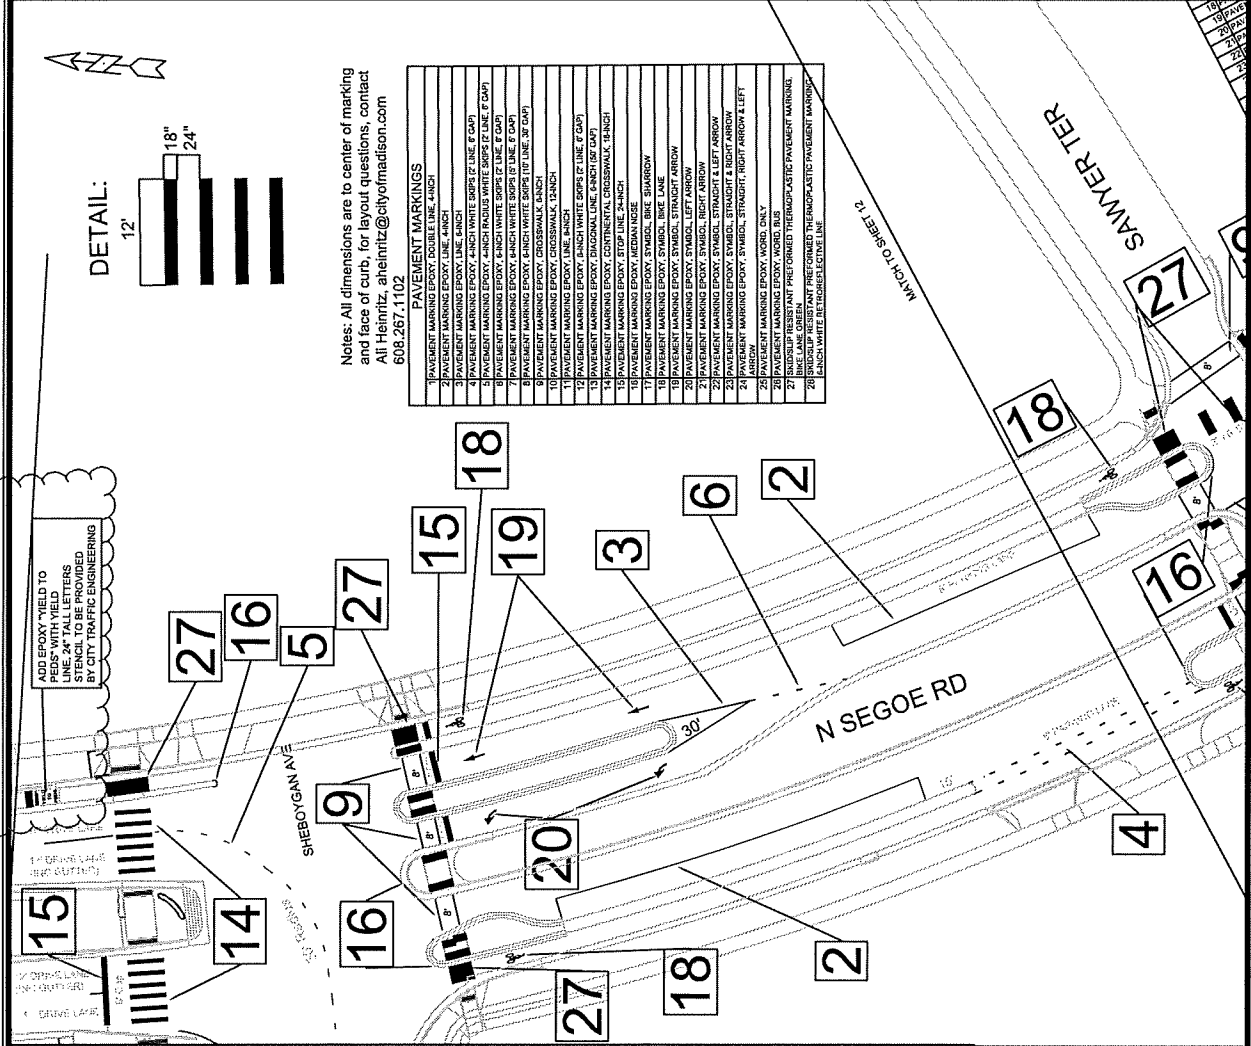 DETAIL:
12'
18"
24"
Notes: All dimensions are to center of marking
and face of curb, for layout questions, contact
Ali Heinritz, aheinritz@cityofmadison.com
608.267.1102
PAVEMENT MARKINGS
1 PAVEMENT MARKING EPOXY, DOUBLE LINE, 4-INCH
2 PAVEMENT MARKING EPOXY, LINE, 4-INCH
3 PAVEMENT MARKING EPOXY, LINE, 6-INCH
4 PAVEMENT MARKING EPOXY, 4-INCH WHITE SKIPS (2' LINE, 6' GAP)
5 PAVEMENT MARKING EPOXY, 4-INCH RADIUS WHITE SKIPS (2' LINE, 6' GAP)
6 PAVEMENT MARKING EPOXY, 6-INCH WHITE SKIPS (2' LINE, 6' GAP)
7 PAVEMENT MARKING EPOXY, 6-INCH WHITE SKIPS (5' LINE, 5' GAP)
8 PAVEMENT MARKING EPOXY, 6-INCH WHITE SKIPS (10' LINE, 30' GAP)
9 PAVEMENT MARKING EPOXY, CROSSWALK, 6-INCH
10 PAVEMENT MARKING EPOXY, CROSSWALK, 12-INCH
11 PAVEMENT MARKING EPOXY, LINE, 8-INCH
12 PAVEMENT MARKING EPOXY, 8-INCH WHITE SKIPS (2' LINE, 6' GAP)
13 PAVEMENT MARKING EPOXY, DIAGONAL LINE, 6-INCH (50' GAP)
14 PAVEMENT MARKING EPOXY, CONTINENTAL CROSSWALK, 18-INCH
15 PAVEMENT MARKING EPOXY, STOP LINE, 24-INCH
16 PAVEMENT MARKING EPOXY, MEDIAN NOSE
17 PAVEMENT MARKING EPOXY, SYMBOL, BIKE SHARROW
18 PAVEMENT MARKING EPOXY, SYMBOL, BIKE LANE
19 PAVEMENT MARKING EPOXY, SYMBOL, STRAIGHT ARROW
20 PAVEMENT MARKING EPOXY, SYMBOL, LEFT ARROW
21 PAVEMENT MARKING EPOXY, SYMBOL, RIGHT ARROW
22 PAVEMENT MARKING EPOXY, SYMBOL, STRAIGHT & LEFT ARROW
23 PAVEMENT MARKING EPOXY, SYMBOL, STRAIGHT & RIGHT ARROW
24 PAVEMENT MARKING EPOXY, SYMBOL, STRAIGHT, RIGHT ARROW & LEFT
ARROW
25 PAVEMENT MARKING EPOXY, WORD, ONLY
26 PAVEMENT MARKING EPOXY, WORD, BUS
27 SKID/SLIP RESISTANT PREFORMED THERMOPLASTIC PAVEMENT MARKING,
BIKE LANE GREEN
28 SKID/SLIP RESISTANT PREFORMED THERMOPLASTIC PAVEMENT MARKING,
6-INCH WHITE RETROREFLECTIVE LINE
ADD EPOXY "YIELD TO
PEDS" WITH YIELD
LINE, 24" TALL LETTERS
STENCIL TO BE PROVIDED
BY CITY TRAFFIC ENGINEERING
27
16
5
27
15
18
19
3
6
2
18
27
16
15
14
SHEBOYGAN AVE
9
16
20
27
18
2
4
8'
8'
8'
30'
10'
N SEGOE RD
MATCH TO SHEET 12
SAWYER TER
8'
8'
9